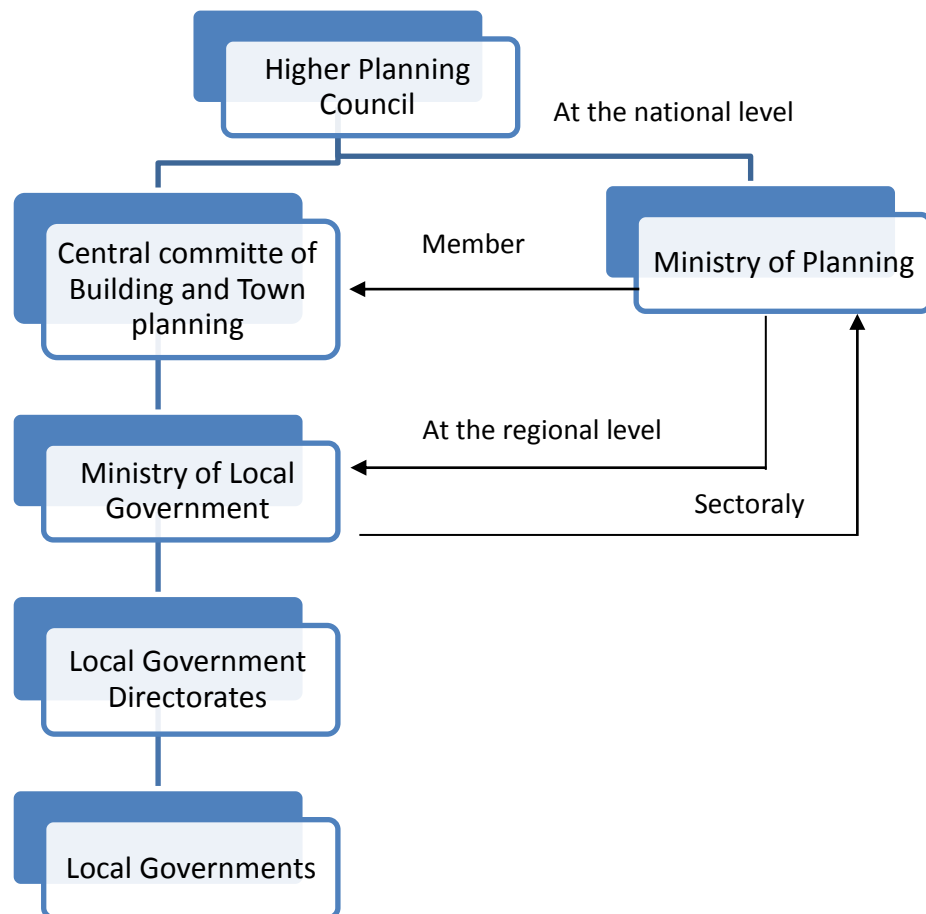 Higher Planning
Council
At the national level
Central committe of
Building and Town
planning
Member
Ministry of Planning
At the regional level
Ministry of Local
Government
Sectoraly
Local Government
Directorates
Local Governments